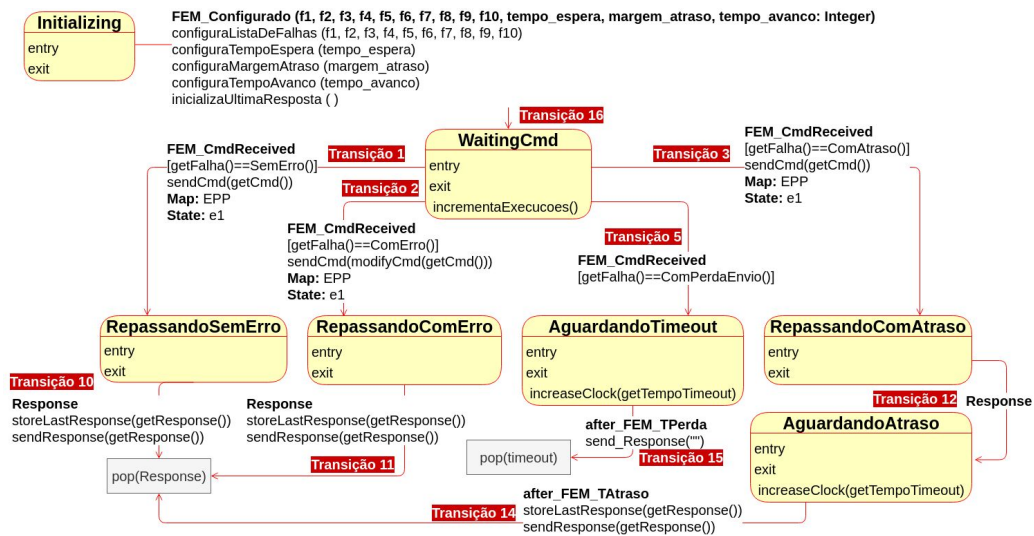 Initializing
entry
exit
FEM_Configurado (f1, f2, f3, f4, f5, f6, f7, f8, f9, f10, tempo_espera, margem_atraso, tempo_avanco: Integer)
configuraListaDeFalhas (f1, f2, f3, f4, f5, f6, f7, f8, f9, f10)
configuraTempoEspera (tempo_espera)
configuraMargemAtraso (margem_atraso)
configuraTempoAvanco (tempo_avanco)
inicializaUltimaResposta ( )
Transição 16
WaitingCmd
entry
exit
incrementaExecucoes()
Transição 1
FEM_CmdReceived
[getFalha()==SemErro()]
sendCmd(getCmd())
Map: EPP
State: e1
Transição 2
FEM_CmdReceived
[getFalha()==ComErro()]
sendCmd(modifyCmd(getCmd()))
Map: EPP
State: e1
Transição 3
FEM_CmdReceived
[getFalha()==ComAtraso()]
sendCmd(getCmd())
Map: EPP
State: e1
Transição 5
FEM_CmdReceived
[getFalha()==ComPerdaEnvio()]
RepassandoSemErro
entry
exit
RepassandoComErro
entry
exit
AguardandoTimeout
entry
exit
increaseClock(getTempoTimeout)
RepassandoComAtraso
entry
exit
Transição 10
Response
storeLastResponse(getResponse())
sendResponse(getResponse())
Response
storeLastResponse(getResponse())
sendResponse(getResponse())
Transição 11
after_FEM_TPerda
send_Response("")
Transição 15
Transição 12
Response
AguardandoAtraso
entry
exit
increaseClock(getTempoTimeout)
pop(Response)
pop(timeout)
after_FEM_TAtraso
storeLastResponse(getResponse())
sendResponse(getResponse())
Transição 14